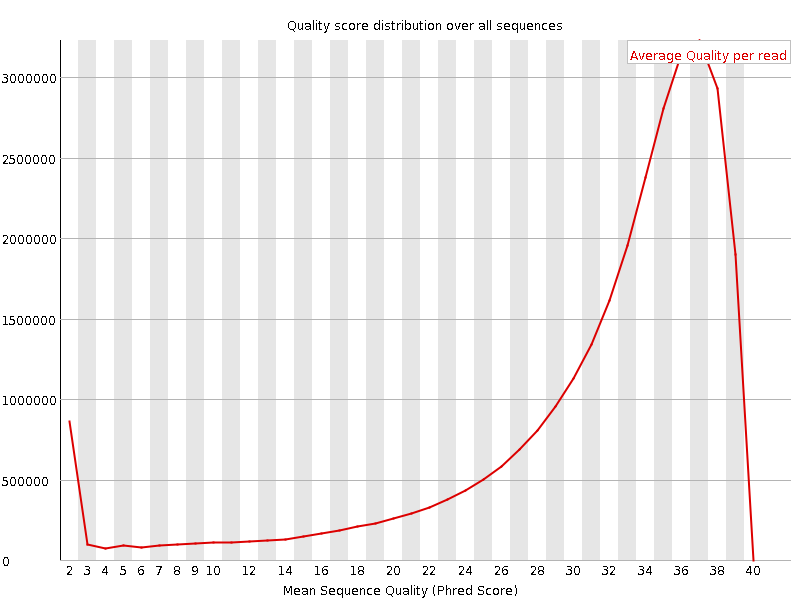 Quality score distribution over all sequences
Average Quality per read
3000000
2500000
2000000
1500000
1000000
500000
0
2 3 4 5 6 7 8 9 10 12 14 16 18 20 22 24 26 28 30 32 34 36 38 40
Mean Sequence Quality (Phred Score)